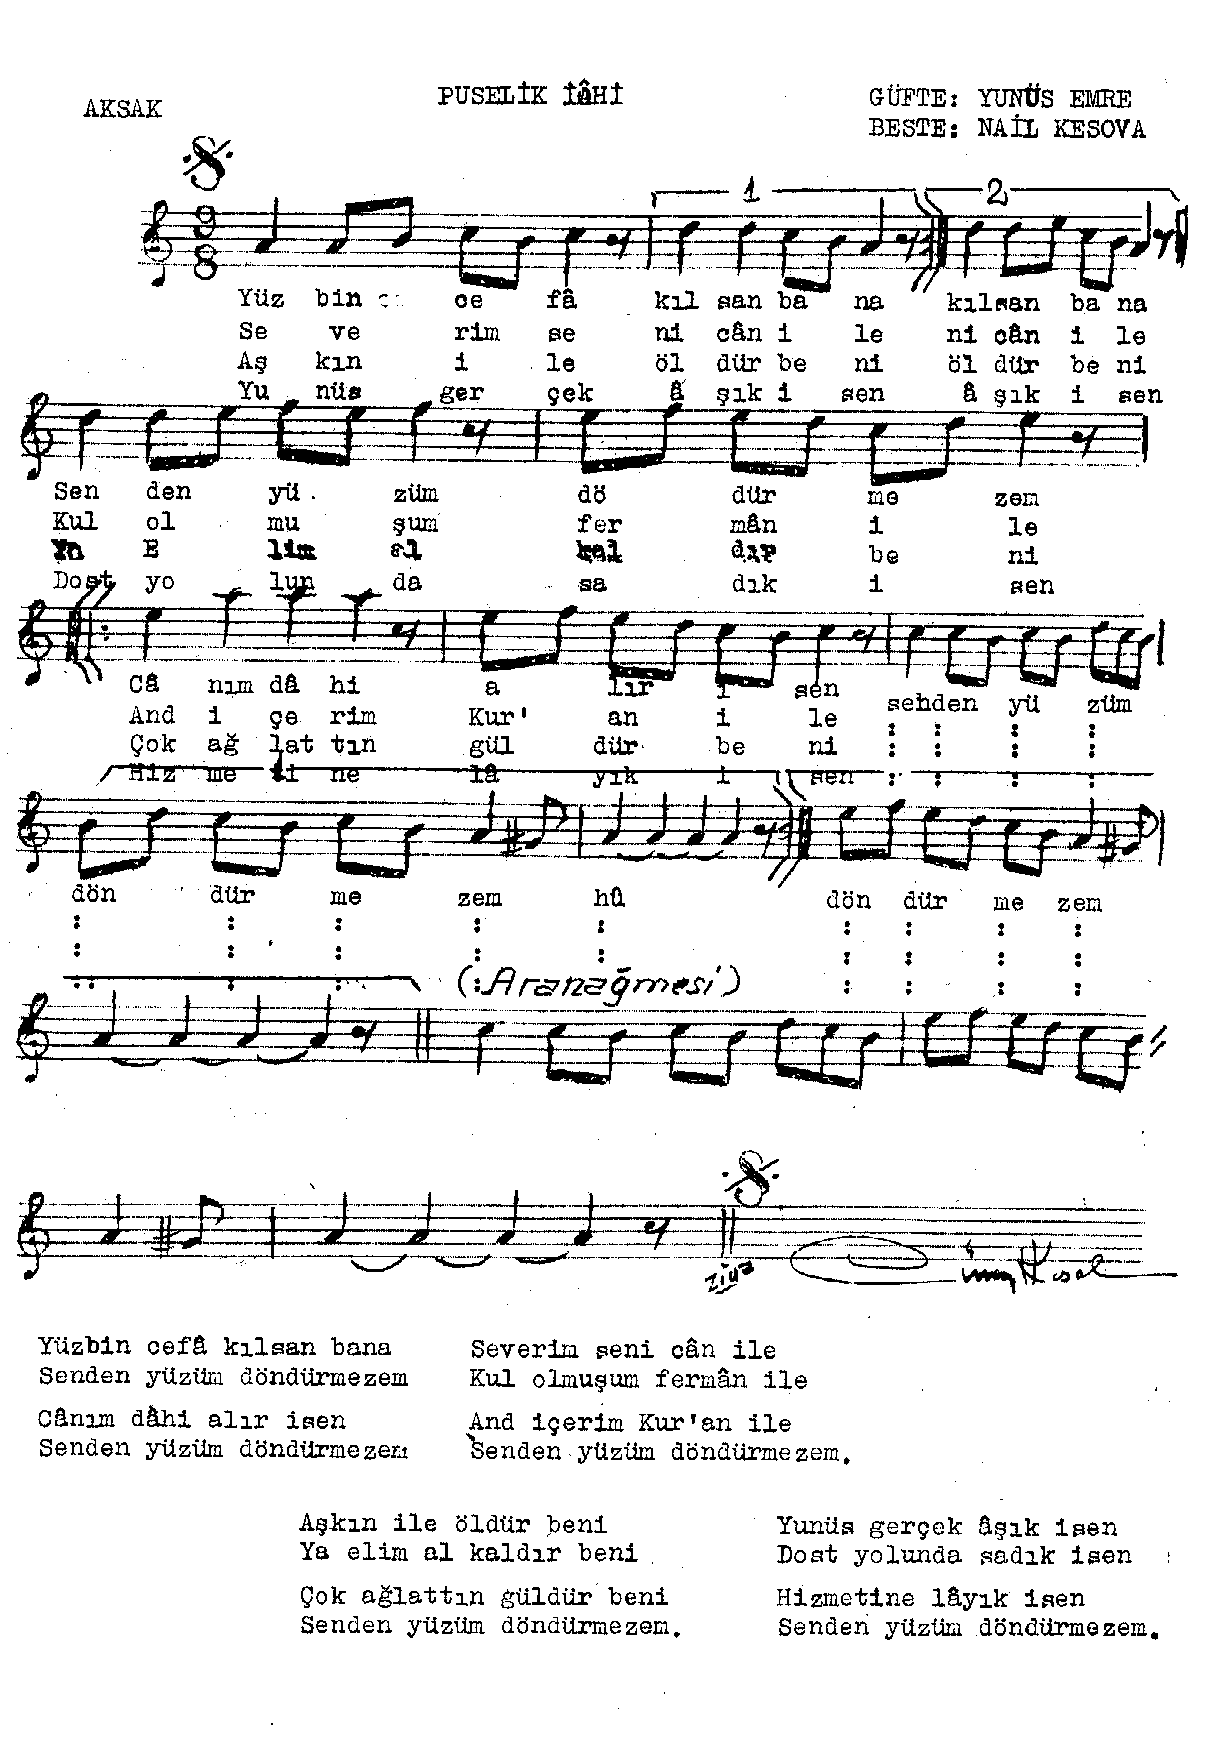 AKSAK
PUSELİK İÂHİ
GÜFTE: YUNÜS EMRE
BESTE: NAİL KESOVA
1 2
9
8
Yüz bin ce fâ kıl san ba na kılsan ba na
Se ve rim se ni cân i le ni cân i le
Aş kın i le öl dür be ni öl dür be ni
Yu nüs ger çek â şık i sen â şık i sen
Sen den yü züm dö dür me zem
Kul ol mu şum fer mân i le
Ya E lim al kal dır be ni
Dost yo lun da sa dık i sen
Câ nım dâ hi a lır i sen senden yü züm
And i çe rim Kur' an i le
Çok ağ lat tın gül dür be ni
Hiz me ti ne lâ yık i sen
dön dür me zem hû dön dür me zem
(Aranağmesi)
ziya
Yüzbin cefâ kılsan bana
Senden yüzüm döndürmezem
Cânım dâhi alır isen
Senden yüzüm döndürmezem
Severim seni cân ile
Kul olmuşum fermân ile
And içerim Kur'an ile
Senden yüzüm döndürmezem.
Aşkın ile öldür beni
Ya elim al kaldır beni
Çok ağlattın güldür beni
Senden yüzüm döndürmezem.
Yunüs gerçek âşık isen
Dost yolunda sadık isen
Hizmetine lâyık isen
Senden yüzüm döndürmezem.